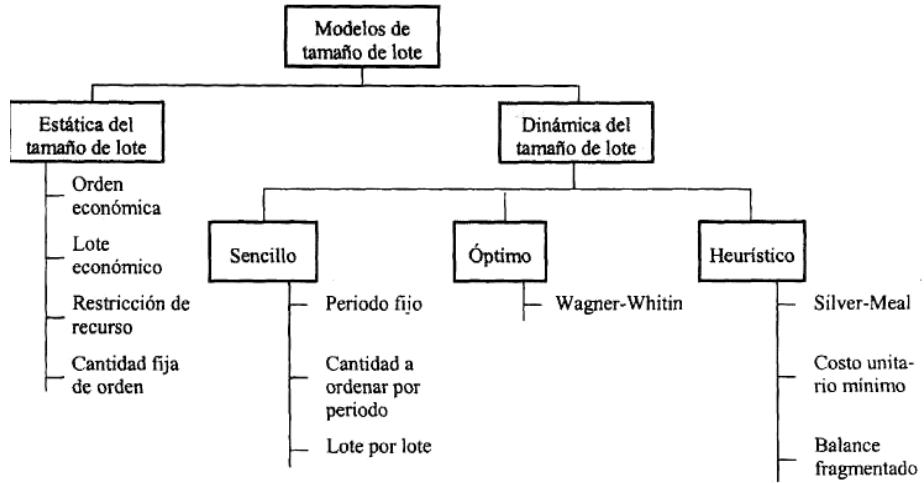 Modelos de
tamaño de lote
Estática del
tamaño de lote
Dinámica del
tamaño de lote
Orden
económica
Lote
económico
Restricción de
recurso
Cantidad fija
de orden
Sencillo
Periodo fijo
Cantidad a
ordenar por
periodo
Lote por lote
Óptimo
Wagner-Whitin
Heurístico
Silver-Meal
Costo unita-
rio mínimo
Balance
fragmentado